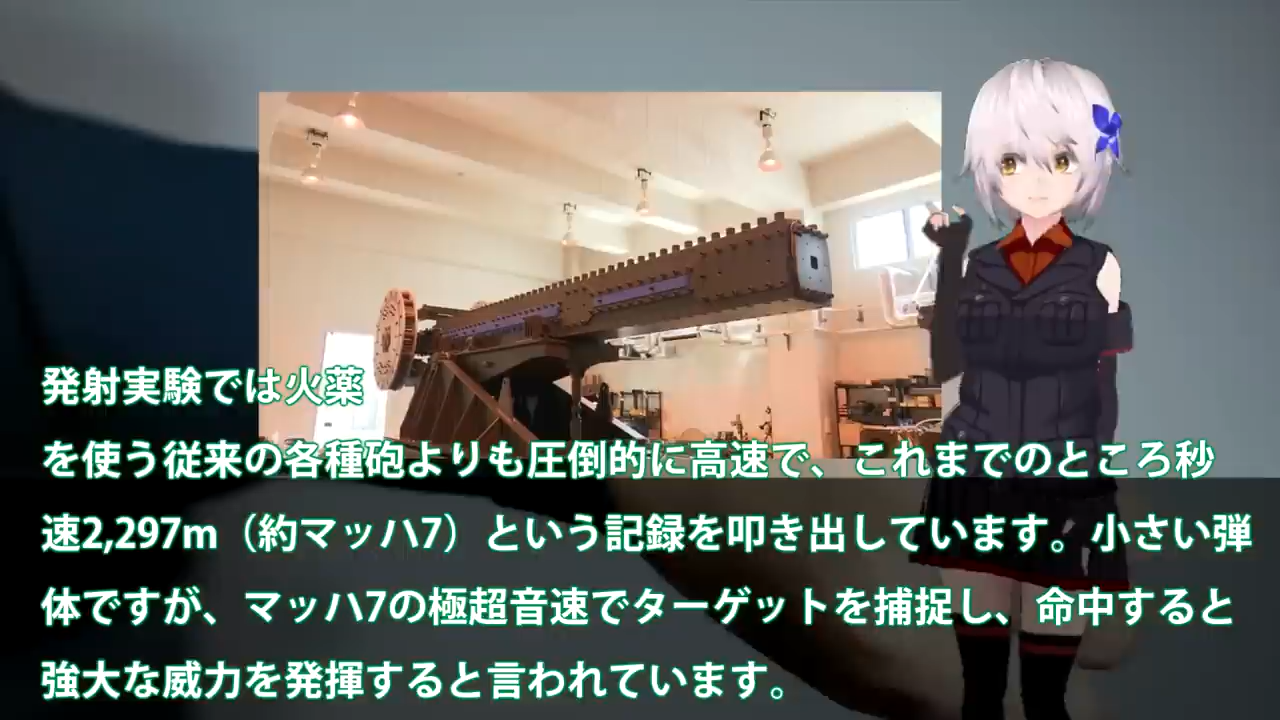 発射実験では火薬
を使う従来の各種砲よりも圧倒的に高速で、これまでのところ秒
速2,297m（約マッハ7）という記録を叩き出しています。小さい弾
体ですが、マッハ7の極超音速でターゲットを捕捉し、命中すると
強大な威力を発揮すると言われています。